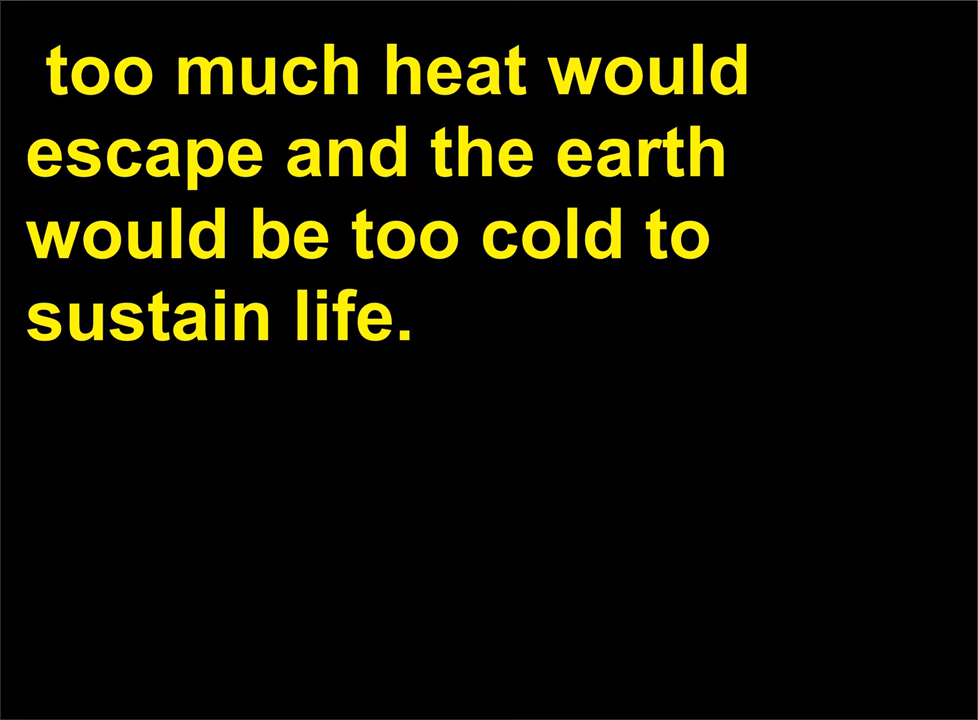 too much heat would
escape and the earth
would be too cold to
sustain life.